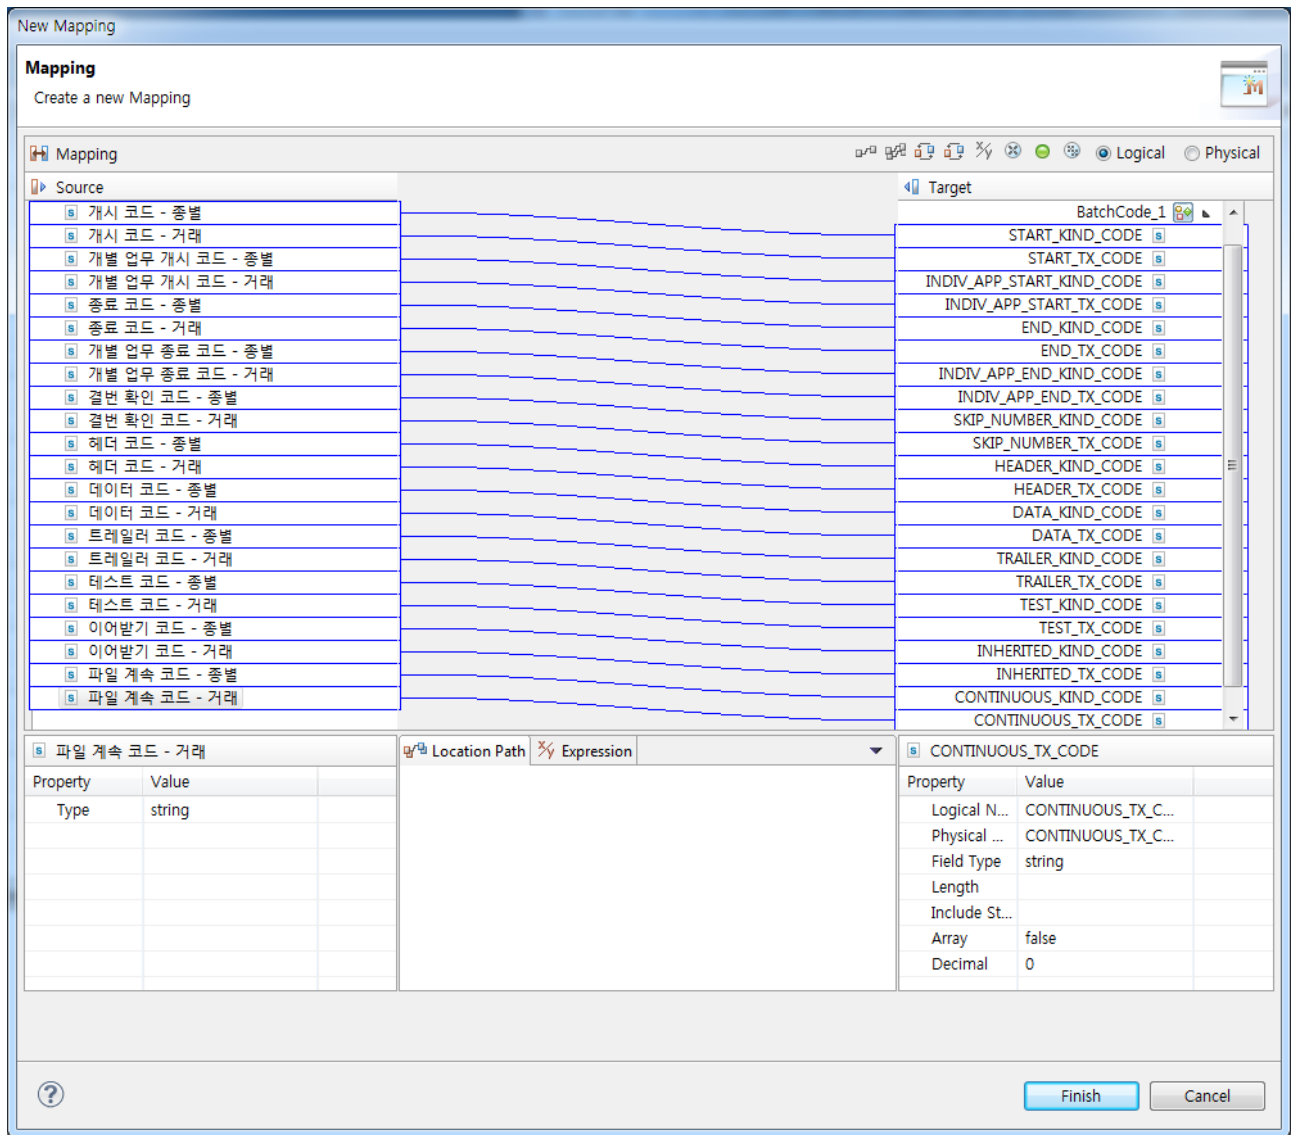 New Mapping
Mapping
Create a new Mapping
Mapping
Logical
Physical
Source
Target
개시 코드 - 종별
개시 코드 - 거래
개별 업무 개시 코드 - 종별
개별 업무 개시 코드 - 거래
종료 코드 - 종별
종료 코드 - 거래
개별 업무 종료 코드 - 종별
개별 업무 종료 코드 - 거래
결번 확인 코드 - 종별
결번 확인 코드 - 거래
헤더 코드 - 종별
헤더 코드 - 거래
데이터 코드 - 종별
데이터 코드 - 거래
트레일러 코드 - 종별
트레일러 코드 - 거래
테스트 코드 - 종별
테스트 코드 - 거래
이어받기 코드 - 종별
이어받기 코드 - 거래
파일 계속 코드 - 종별
파일 계속 코드 - 거래
BatchCode_1
START_KIND_CODE
START_TX_CODE
INDIV_APP_START_KIND_CODE
INDIV_APP_START_TX_CODE
END_KIND_CODE
END_TX_CODE
INDIV_APP_END_KIND_CODE
INDIV_APP_END_TX_CODE
SKIP_NUMBER_KIND_CODE
SKIP_NUMBER_TX_CODE
HEADER_KIND_CODE
HEADER_TX_CODE
DATA_KIND_CODE
DATA_TX_CODE
TRAILER_KIND_CODE
TRAILER_TX_CODE
TEST_KIND_CODE
TEST_TX_CODE
INHERITED_KIND_CODE
INHERITED_TX_CODE
CONTINUOUS_KIND_CODE
CONTINUOUS_TX_CODE
파일 계속 코드 - 거래
Property Value
Type string
Location Path
Expression
CONTINUOUS_TX_CODE
Property Value
Logical N... CONTINUOUS_TX_C...
Physical ... CONTINUOUS_TX_C...
Field Type string
Length
Include St...
Array false
Decimal 0
Finish
Cancel